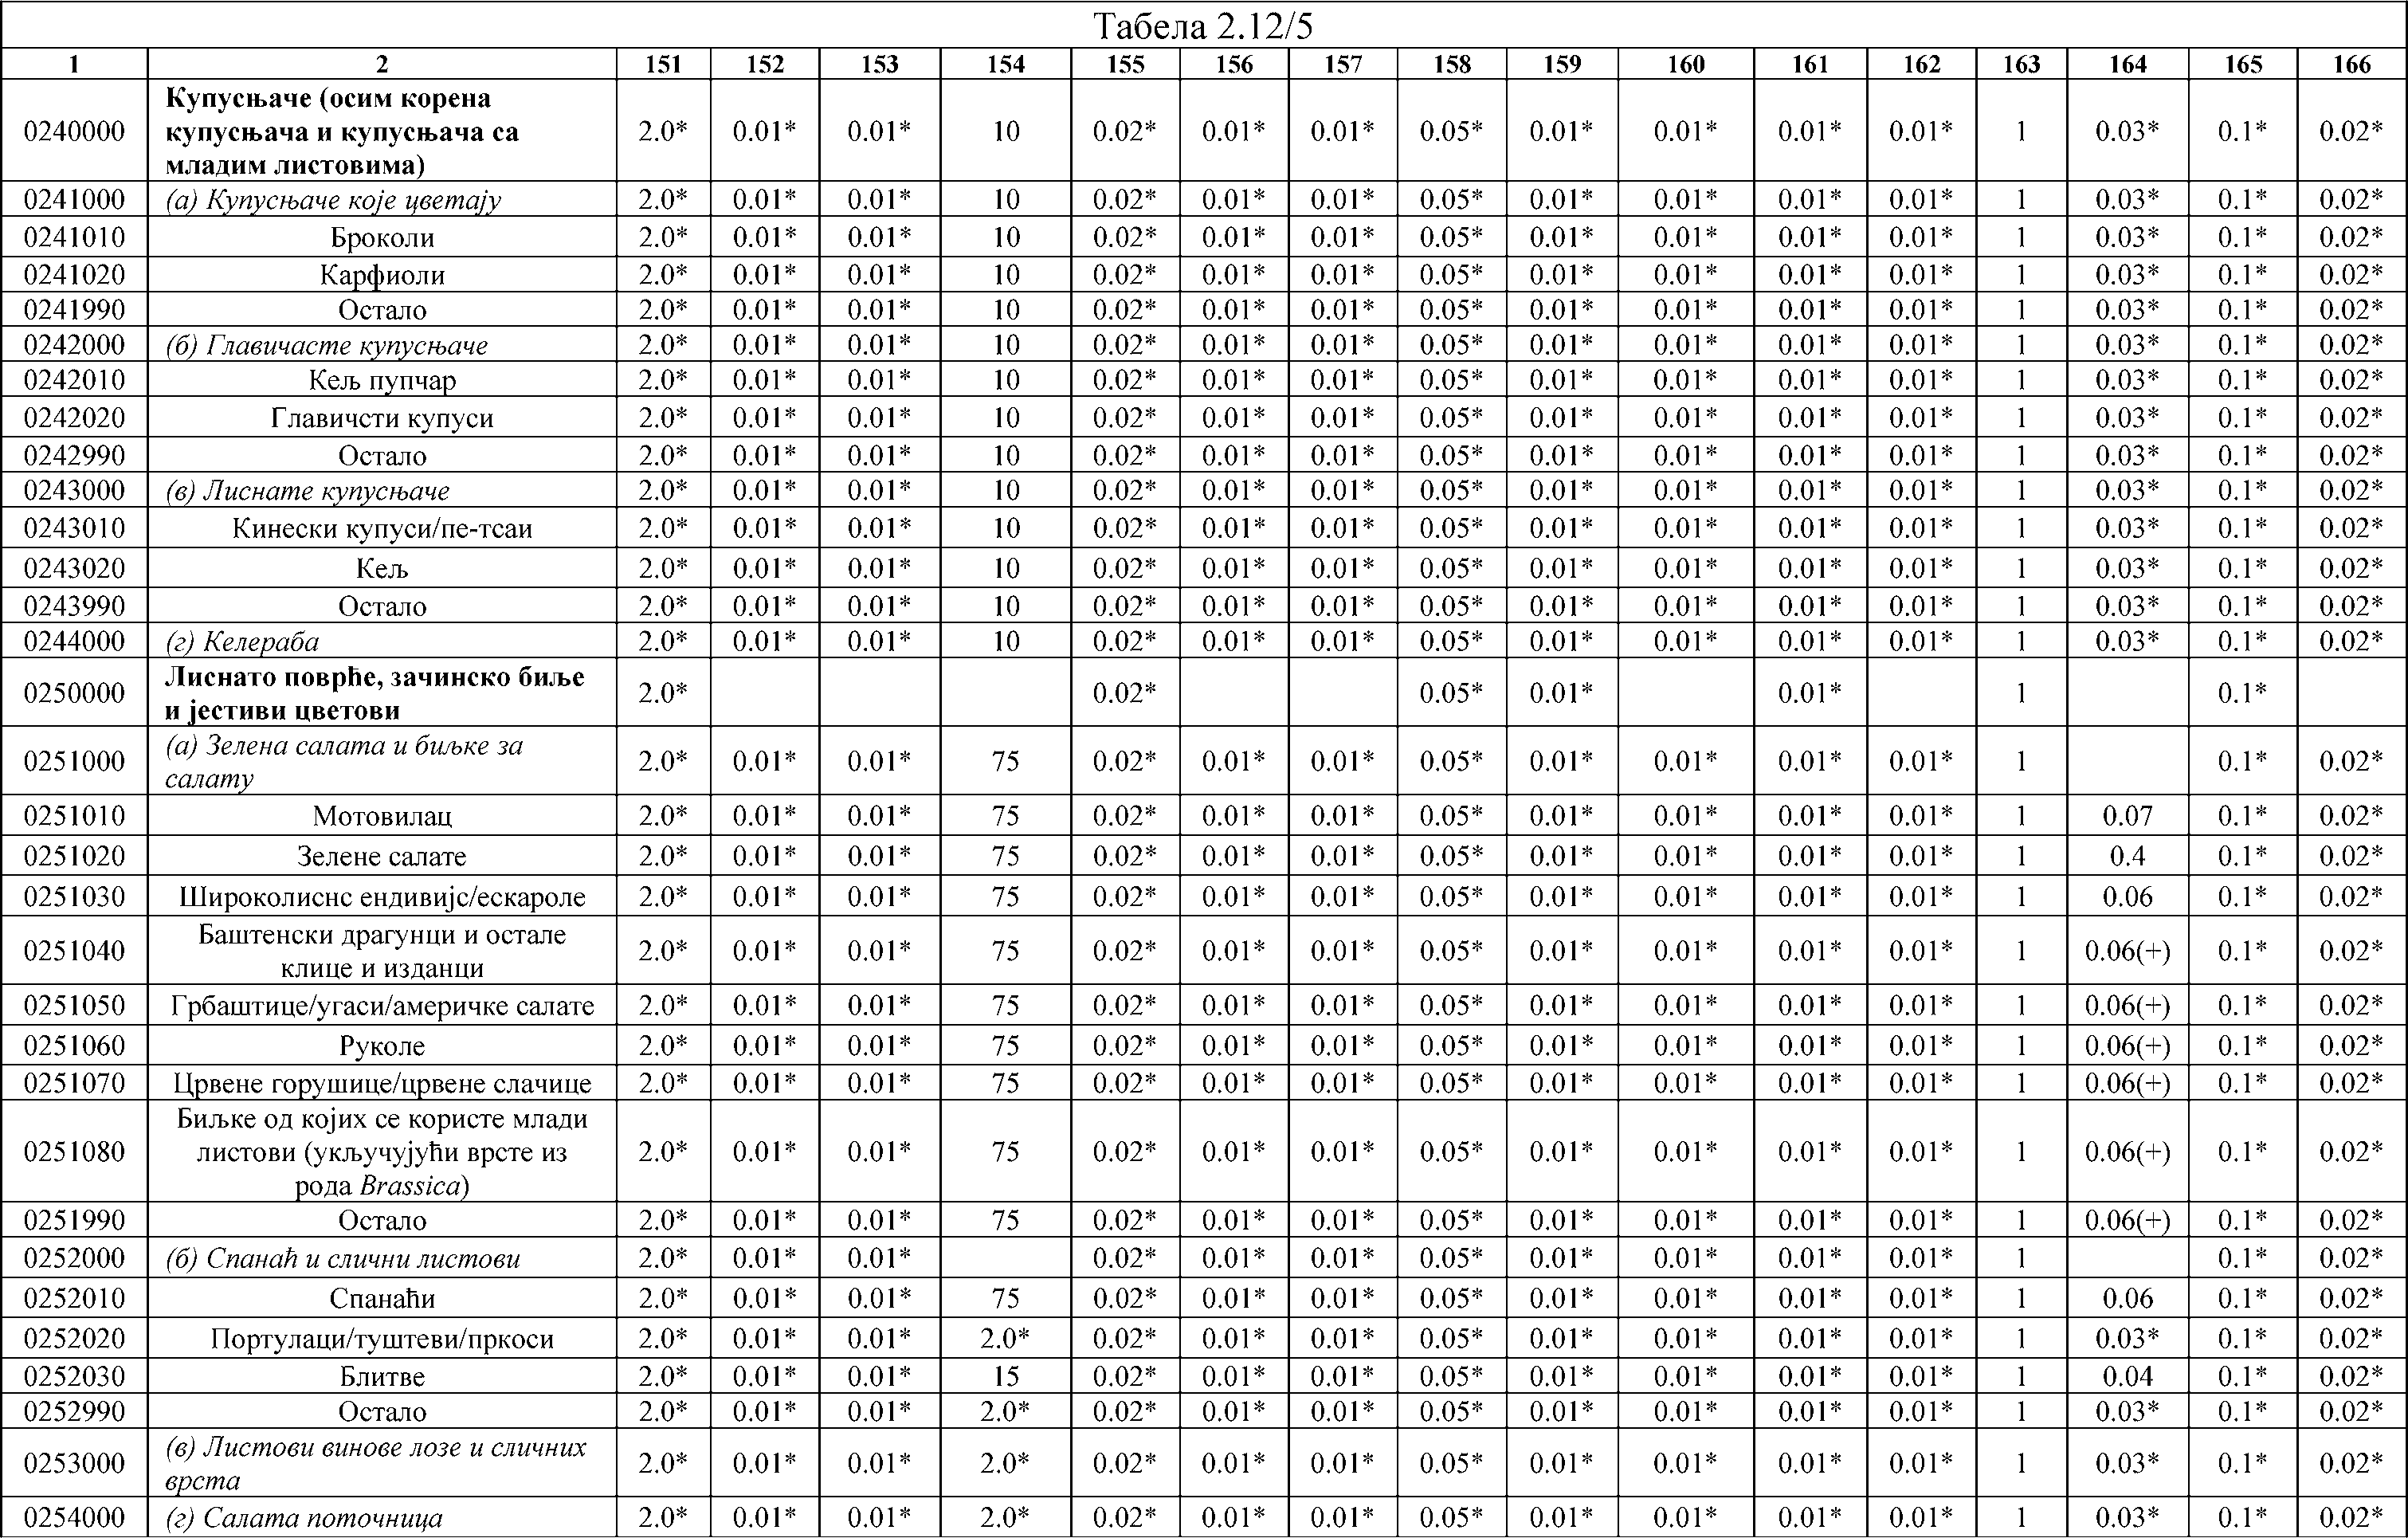 Табела 2.12/5
1 2 151 152 153 154 155 156 157 158 159 160 161 162 163 164 165 166
0240000 Купусњаче (осим корена купусњача и купусњача са младим листовима) 2.0* 0.01* 0.01* 10 0.02* 0.01* 0.01* 0.05* 0.01* 0.01* 0.01* 0.01* 1 0.03* 0.1* 0.02*
0241000 (а) Купусњаче које цветају 2.0* 0.01* 0.01* 10 0.02* 0.01* 0.01* 0.05* 0.01* 0.01* 0.01* 0.01* 1 0.03* 0.1* 0.02*
0241010 Броколи 2.0* 0.01* 0.01* 10 0.02* 0.01* 0.01* 0.05* 0.01* 0.01* 0.01* 0.01* 1 0.03* 0.1* 0.02*
0241020 Карфиоли 2.0* 0.01* 0.01* 10 0.02* 0.01* 0.01* 0.05* 0.01* 0.01* 0.01* 0.01* 1 0.03* 0.1* 0.02*
0241990 Остало 2.0* 0.01* 0.01* 10 0.02* 0.01* 0.01* 0.05* 0.01* 0.01* 0.01* 0.01* 1 0.03* 0.1* 0.02*
0242000 (б) Главичасте купусњаче 2.0* 0.01* 0.01* 10 0.02* 0.01* 0.01* 0.05* 0.01* 0.01* 0.01* 0.01* 1 0.03* 0.1* 0.02*
0242010 Кељ пупчар 2.0* 0.01* 0.01* 10 0.02* 0.01* 0.01* 0.05* 0.01* 0.01* 0.01* 0.01* 1 0.03* 0.1* 0.02*
0242020 Главичсти купуси 2.0* 0.01* 0.01* 10 0.02* 0.01* 0.01* 0.05* 0.01* 0.01* 0.01* 0.01* 1 0.03* 0.1* 0.02*
0242990 Остало 2.0* 0.01* 0.01* 10 0.02* 0.01* 0.01* 0.05* 0.01* 0.01* 0.01* 0.01* 1 0.03* 0.1* 0.02*
0243000 (в) Лиснате купусњаче 2.0* 0.01* 0.01* 10 0.02* 0.01* 0.01* 0.05* 0.01* 0.01* 0.01* 0.01* 1 0.03* 0.1* 0.02*
0243010 Кинески купуси/пе-тсаи 2.0* 0.01* 0.01* 10 0.02* 0.01* 0.01* 0.05* 0.01* 0.01* 0.01* 0.01* 1 0.03* 0.1* 0.02*
0243020 Кељ 2.0* 0.01* 0.01* 10 0.02* 0.01* 0.01* 0.05* 0.01* 0.01* 0.01* 0.01* 1 0.03* 0.1* 0.02*
0243990 Остало 2.0* 0.01* 0.01* 10 0.02* 0.01* 0.01* 0.05* 0.01* 0.01* 0.01* 0.01* 1 0.03* 0.1* 0.02*
0244000 (г) Келераба 2.0* 0.01* 0.01* 10 0.02* 0.01* 0.01* 0.05* 0.01* 0.01* 0.01* 0.01* 1 0.03* 0.1* 0.02*
0250000 Лиснато поврће, зачинско биље и јестиви цветови 2.0* 0.02* 0.05* 0.01* 0.01* 1 0.1*
0251000 (а) Зелена салата и биљке за салату 2.0* 0.01* 0.01* 75 0.02* 0.01* 0.01* 0.05* 0.01* 0.01* 0.01* 0.01* 1 0.1* 0.02*
0251010 Мотовилац 2.0* 0.01* 0.01* 75 0.02* 0.01* 0.01* 0.05* 0.01* 0.01* 0.01* 0.01* 1 0.07 0.1* 0.02*
0251020 Зелене салате 2.0* 0.01* 0.01* 75 0.02* 0.01* 0.01* 0.05* 0.01* 0.01* 0.01* 0.01* 1 0.4 0.1* 0.02*
0251030 Широколиснс ендивијс/ескароле 2.0* 0.01* 0.01* 75 0.02* 0.01* 0.01* 0.05* 0.01* 0.01* 0.01* 0.01* 1 0.06 0.1* 0.02*
0251040 Баштенски драгунци и остале клице и изданци 2.0* 0.01* 0.01* 75 0.02* 0.01* 0.01* 0.05* 0.01* 0.01* 0.01* 0.01* 1 0.06(+) 0.1* 0.02*
0251050 Грбаштице/угаси/америчке салате 2.0* 0.01* 0.01* 75 0.02* 0.01* 0.01* 0.05* 0.01* 0.01* 0.01* 0.01* 1 0.06(+) 0.1* 0.02*
0251060 Руколе 2.0* 0.01* 0.01* 75 0.02* 0.01* 0.01* 0.05* 0.01* 0.01* 0.01* 0.01* 1 0.06(+) 0.1* 0.02*
0251070 Црвене горушице/црвене слачице 2.0* 0.01* 0.01* 75 0.02* 0.01* 0.01* 0.05* 0.01* 0.01* 0.01* 0.01* 1 0.06(+) 0.1* 0.02*
0251080 Биљке од којих се користе млади листови (укључујући врсте из рода Brassica) 2.0* 0.01* 0.01* 75 0.02* 0.01* 0.01* 0.05* 0.01* 0.01* 0.01* 0.01* 1 0.06(+) 0.1* 0.02*
0251990 Остало 2.0* 0.01* 0.01* 75 0.02* 0.01* 0.01* 0.05* 0.01* 0.01* 0.01* 0.01* 1 0.06(+) 0.1* 0.02*
0252000 (б) Спанаћ и слични листови 2.0* 0.01* 0.01* 0.02* 0.01* 0.01* 0.05* 0.01* 0.01* 0.01* 0.01* 1 0.1* 0.02*
0252010 Спанаћи 2.0* 0.01* 0.01* 75 0.02* 0.01* 0.01* 0.05* 0.01* 0.01* 0.01* 0.01* 1 0.06 0.1* 0.02*
0252020 Портулаци/туштеви/пркоси 2.0* 0.01* 0.01* 2.0* 0.02* 0.01* 0.01* 0.05* 0.01* 0.01* 0.01* 0.01* 1 0.03* 0.1* 0.02*
0252030 Блитве 2.0* 0.01* 0.01* 15 0.02* 0.01* 0.01* 0.05* 0.01* 0.01* 0.01* 0.01* 1 0.04 0.1* 0.02*
0252990 Остало 2.0* 0.01* 0.01* 2.0* 0.02* 0.01* 0.01* 0.05* 0.01* 0.01* 0.01* 0.01* 1 0.03* 0.1* 0.02*
0253000 (в) Листови винове лозе и сличних врста 2.0* 0.01* 0.01* 2.0* 0.02* 0.01* 0.01* 0.05* 0.01* 0.01* 0.01* 0.01* 1 0.03* 0.1* 0.02*
0254000 (г) Салата поточница 2.0* 0.01* 0.01* 2.0* 0.02* 0.01* 0.01* 0.05* 0.01* 0.01* 0.01* 0.01* 1 0.03* 0.1* 0.02*